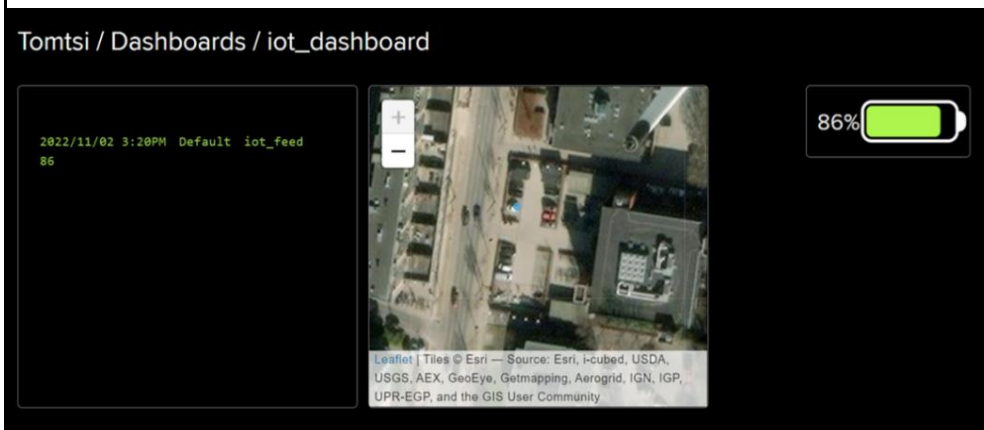 Tomtsi / Dashboards / iot_dashboard
2022/11/02 3:20PM Default iot_feed
86
+
−
Leaflet | Tiles © Esri — Source: Esri, i-cubed, USDA,
USGS, AEX, GeoEye, Getmapping, Aerogrid, IGN, IGP,
UPR-EGP, and the GIS User Community
86%